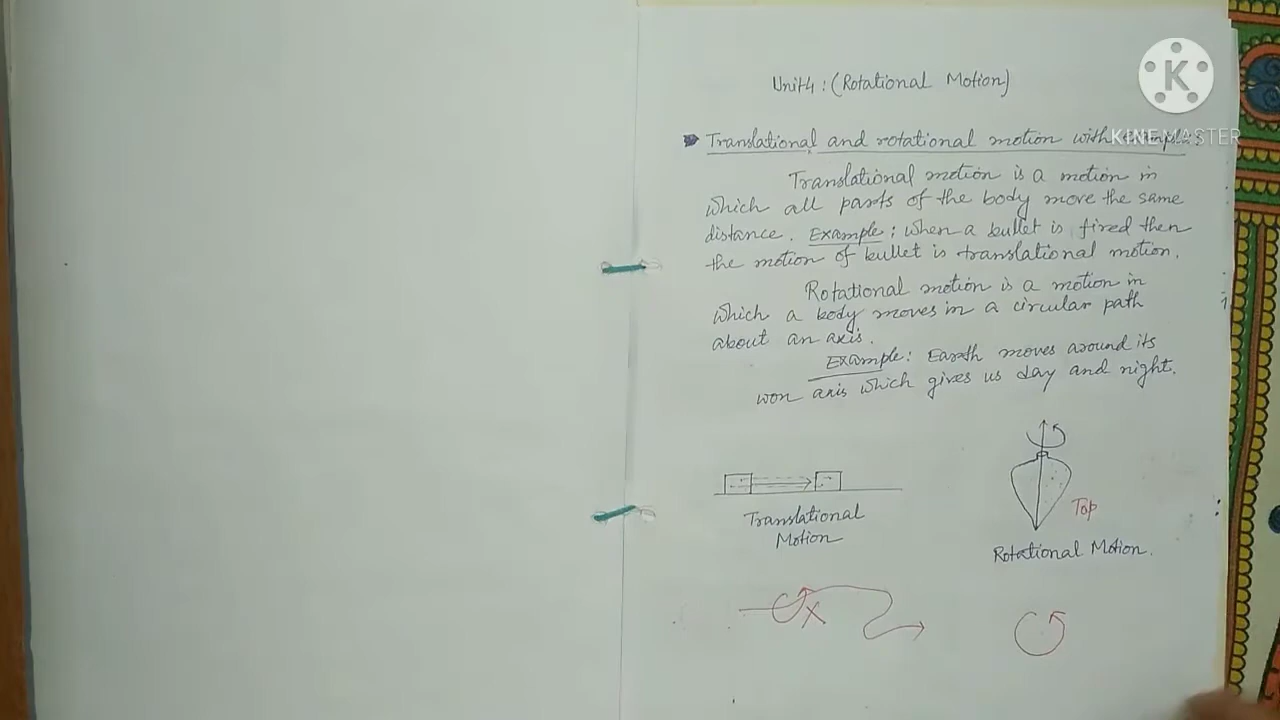 Unit4 : (Rotational Motion)
K
KINEMASTER
Translational and rotational motion with
Translational motion is a motion in
which all parts of the body move the same
distance. Example : When a bullet is fired then
the motion of bullet is translational motion.
Rotational motion is a motion in
which a body moves in a circular path
about an axis.
Example : Earth moves around its
won axis which gives us day and night.
Top
Translational
Motion
Rotational Motion.